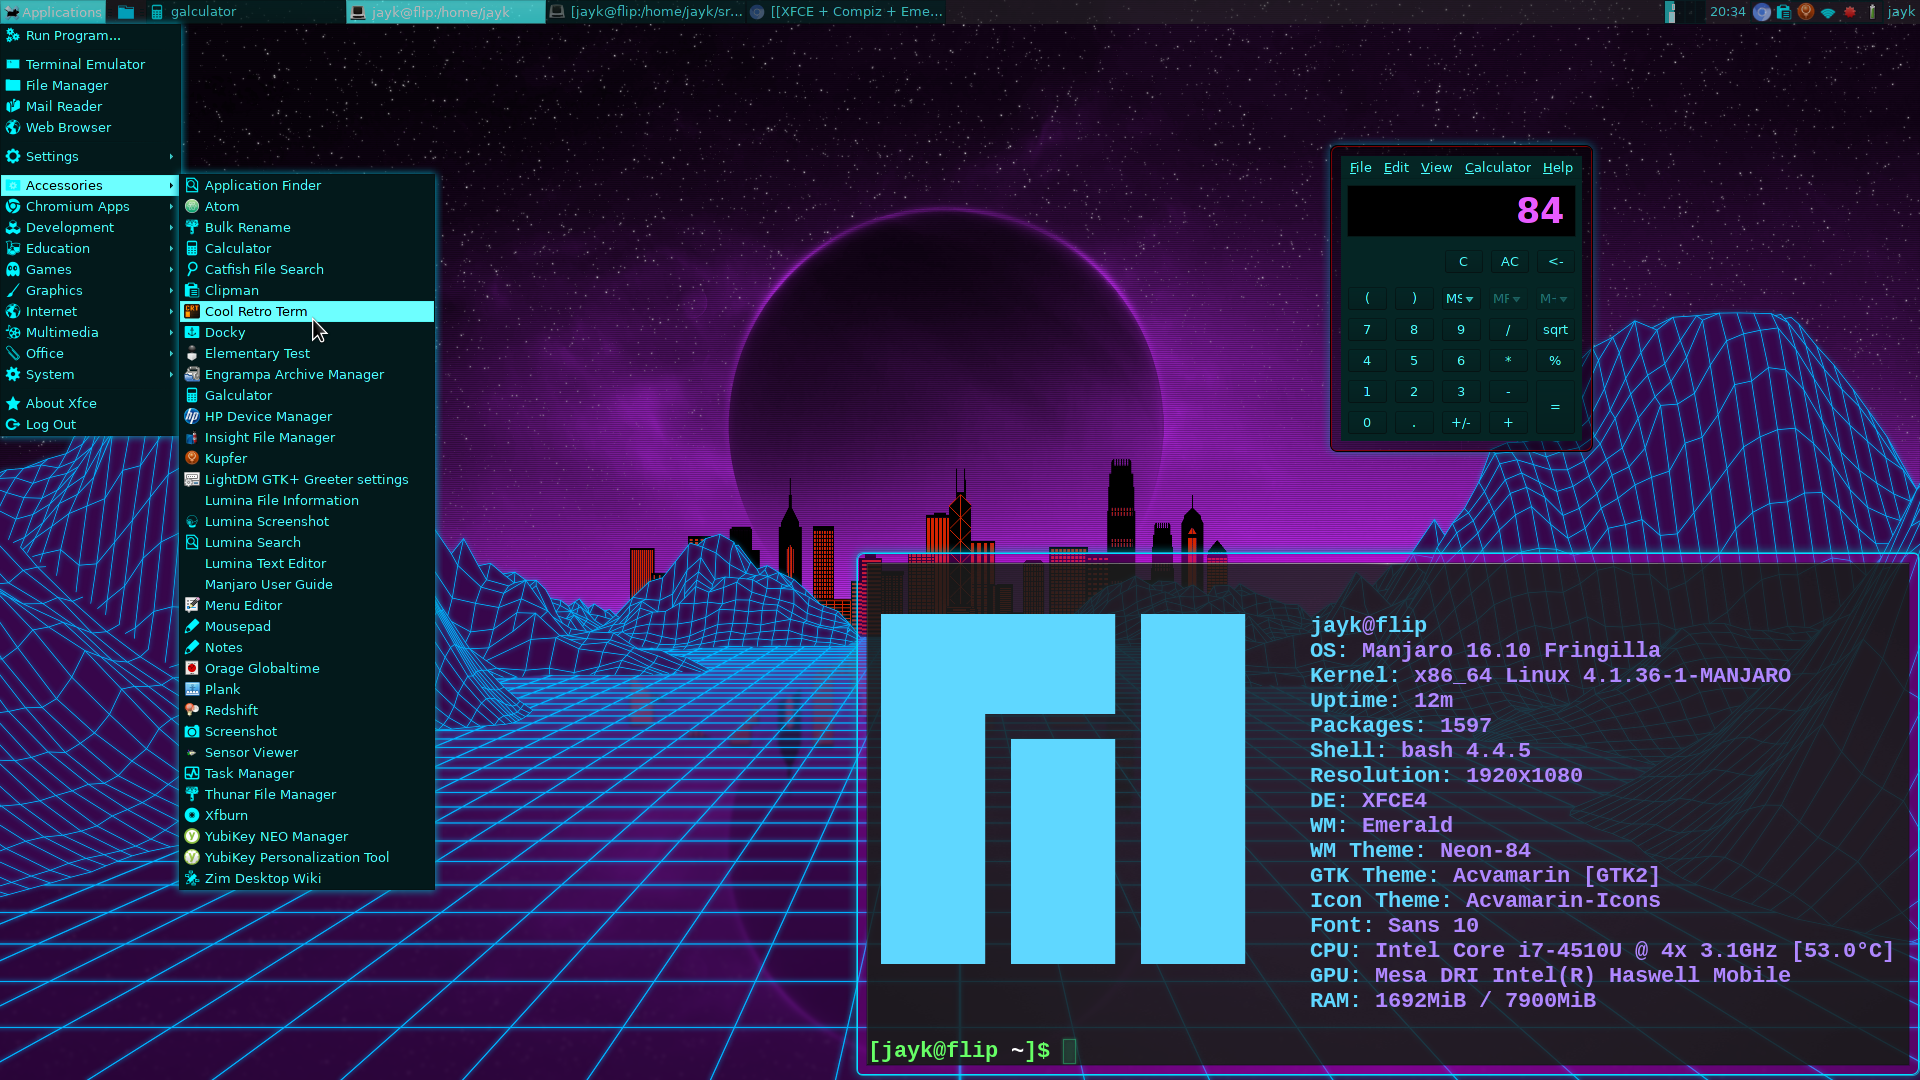 Applications
galculator
jayk@flip:/home/jayk
[jayk@flip:/home/jayk/sr...
[[XFCE + Compiz + Eme...
20:34
jayk
Run Program...
Terminal Emulator
File Manager
Mail Reader
Web Browser
Settings
Accessories
Chromium Apps
Development
Education
Games
Graphics
Internet
Multimedia
Office
System
About Xfce
Log Out
Application Finder
Atom
Bulk Rename
Calculator
Catfish File Search
Clipman
Cool Retro Term
Docky
Elementary Test
Engrampa Archive Manager
Galculator
HP Device Manager
Insight File Manager
Kupfer
LightDM GTK+ Greeter settings
Lumina File Information
Lumina Screenshot
Lumina Search
Lumina Text Editor
Manjaro User Guide
Menu Editor
Mousepad
Notes
Orage Globaltime
Plank
Redshift
Screenshot
Sensor Viewer
Task Manager
Thunar File Manager
Xfburn
YubiKey NEO Manager
YubiKey Personalization Tool
Zim Desktop Wiki
File Edit View Calculator Help
84
C AC <-
( ) MS MR M-
7 8 9 / sqrt
4 5 6 * %
1 2 3 - =
0 . +/- +
jayk@flip
OS: Manjaro 16.10 Fringilla
Kernel: x86_64 Linux 4.1.36-1-MANJARO
Uptime: 12m
Packages: 1597
Shell: bash 4.4.5
Resolution: 1920x1080
DE: XFCE4
WM: Emerald
WM Theme: Neon-84
GTK Theme: Acvamarin [GTK2]
Icon Theme: Acvamarin-Icons
Font: Sans 10
CPU: Intel Core i7-4510U @ 4x 3.1GHz [53.0°C]
GPU: Mesa DRI Intel(R) Haswell Mobile
RAM: 1692MiB / 7900MiB
[jayk@flip ~]$